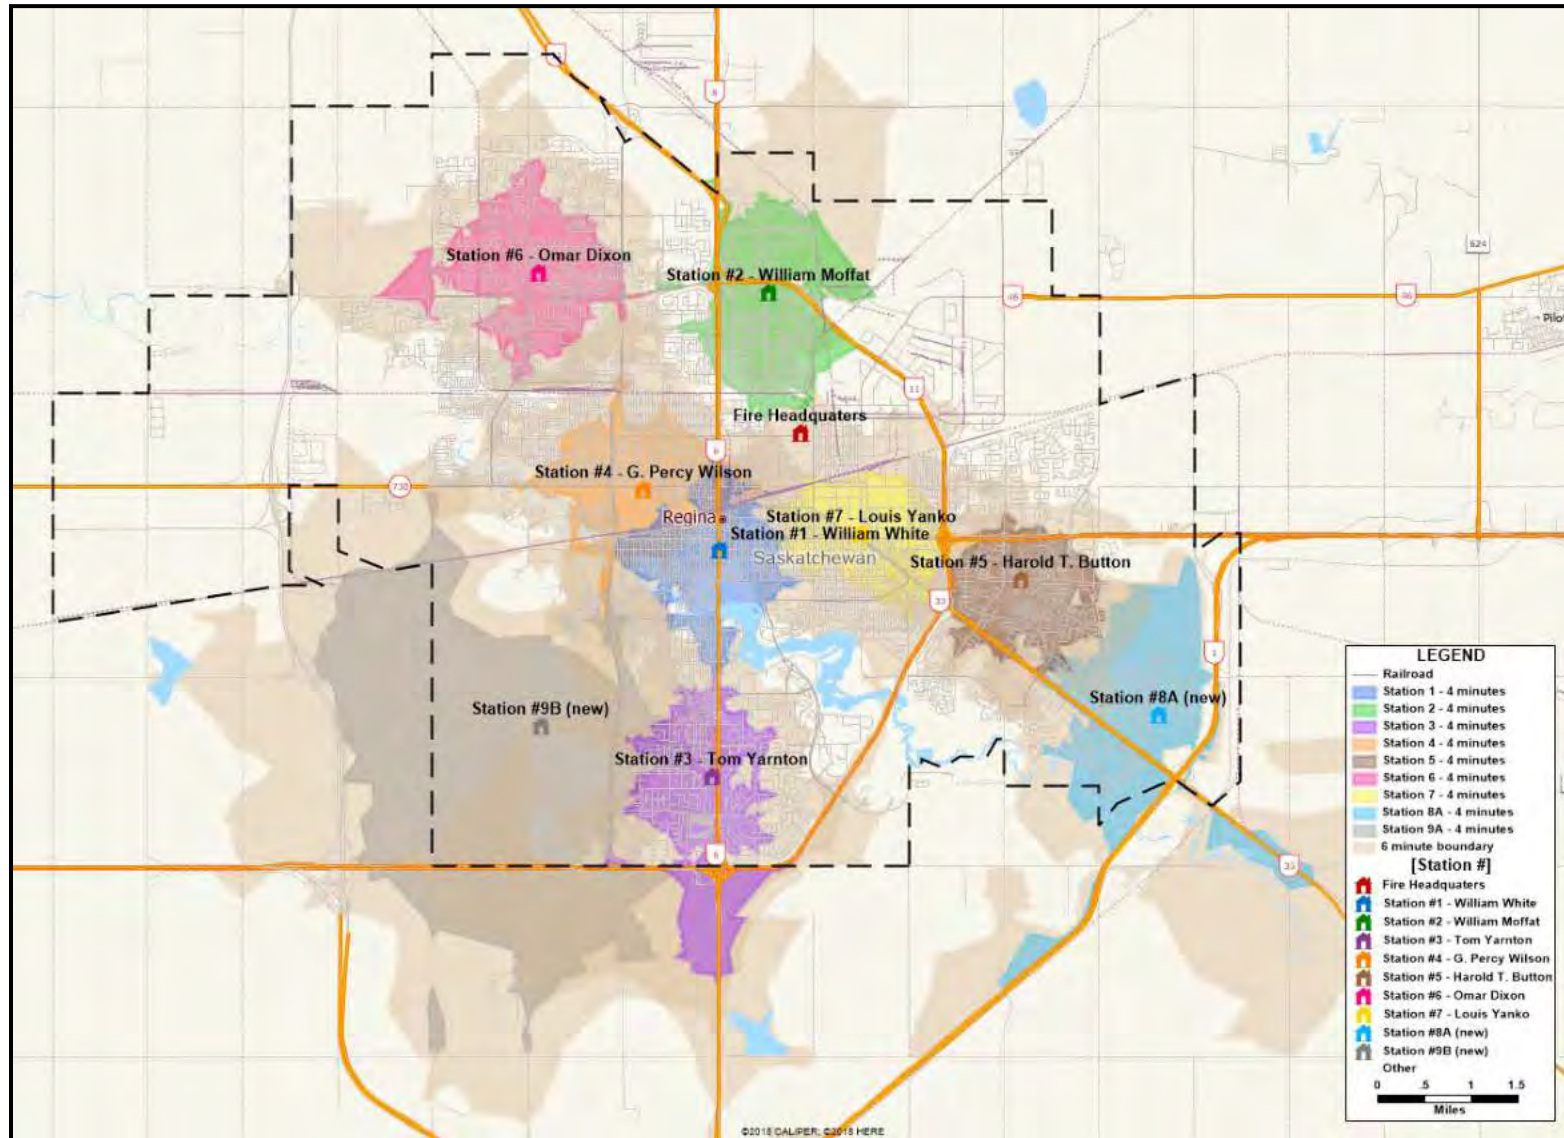 6
624
Station #6 - Omar Dixon
Station #2 - William Moffat
46
46
Pilot
11
Fire Headquaters
6
Station #4 - G. Percy Wilson
730
Regina
Station #7 - Louis Yanko
Station #1 - William White
Saskatchewan
Station #5 - Harold T. Button
33
1
Station #8A (new)
Station #9B (new)
Station #3 - Tom Yarnton
6
33
LEGEND
Railroad
Station 1 - 4 minutes
Station 2 - 4 minutes
Station 3 - 4 minutes
Station 4 - 4 minutes
Station 5 - 4 minutes
Station 6 - 4 minutes
Station 7 - 4 minutes
Station 8A - 4 minutes
Station 9A - 4 minutes
6 minute boundary
[Station #]
Fire Headquaters
Station #1 - William White
Station #2 - William Moffat
Station #3 - Tom Yarnton
Station #4 - G. Percy Wilson
Station #5 - Harold T. Button
Station #6 - Omar Dixon
Station #7 - Louis Yanko
Station #8A (new)
Station #9B (new)
Other
0 .5 1 1.5
Miles
©2018 CALIPER; ©2018 HERE